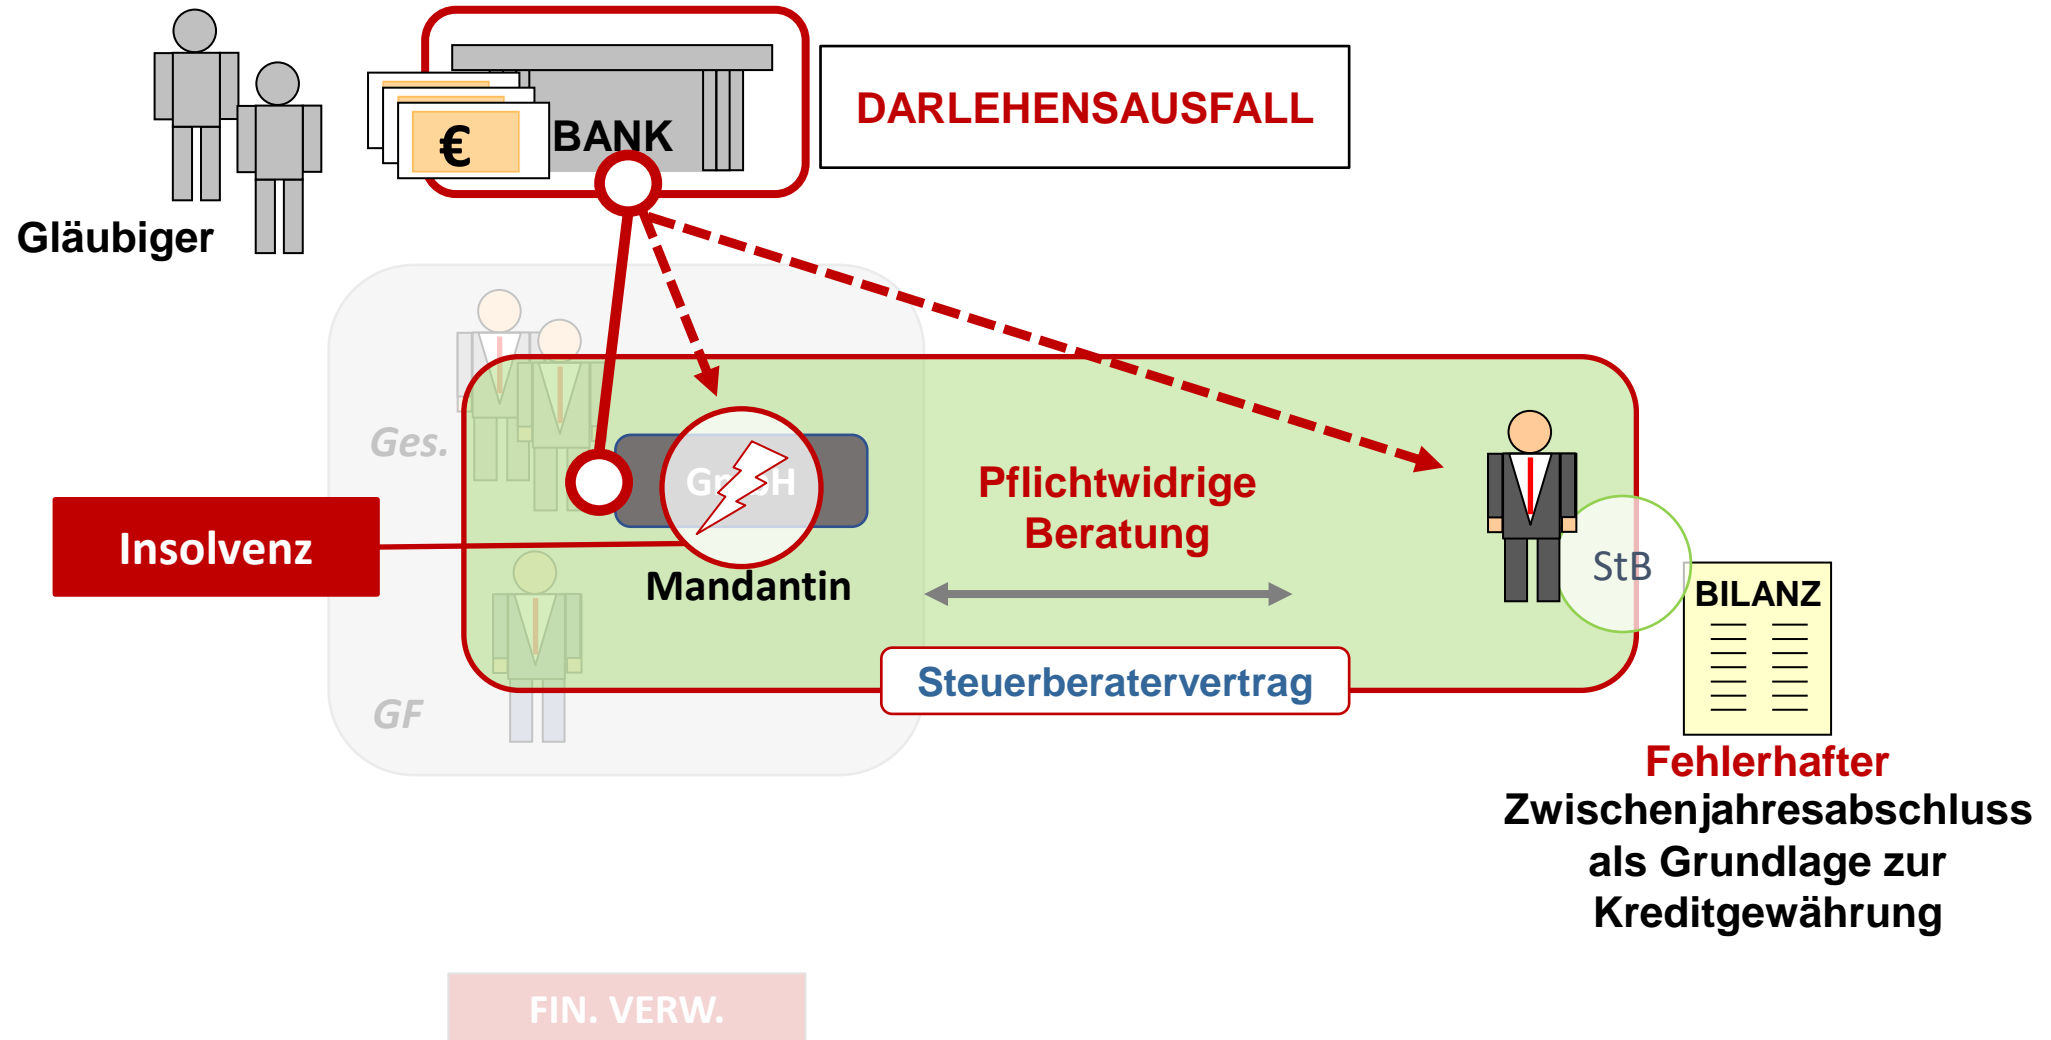 DARLEHENSAUSFALL
€
BANK
Gläubiger
Ges.
GmbH
Pflichtwidrige
Beratung
Insolvenz
Mandantin
StB
BILANZ
Steuerberatervertrag
GF
Fehlerhafter
Zwischenjahresabschluss
als Grundlage zur
Kreditgewährung
FIN. VERW.